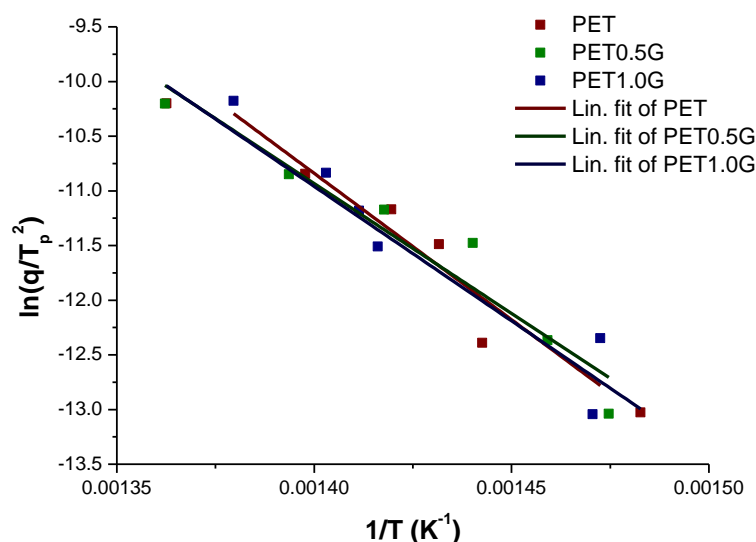 -9.5
-10.0
-10.5
-11.0
-11.5
-12.0
-12.5
-13.0
-13.5
ln(q/Tp2)
PET
PET0.5G
PET1.0G
Lin. fit of PET
Lin. fit of PET0.5G
Lin. fit of PET1.0G
0.00135 0.00140 0.00145 0.00150
1/T (K-1)